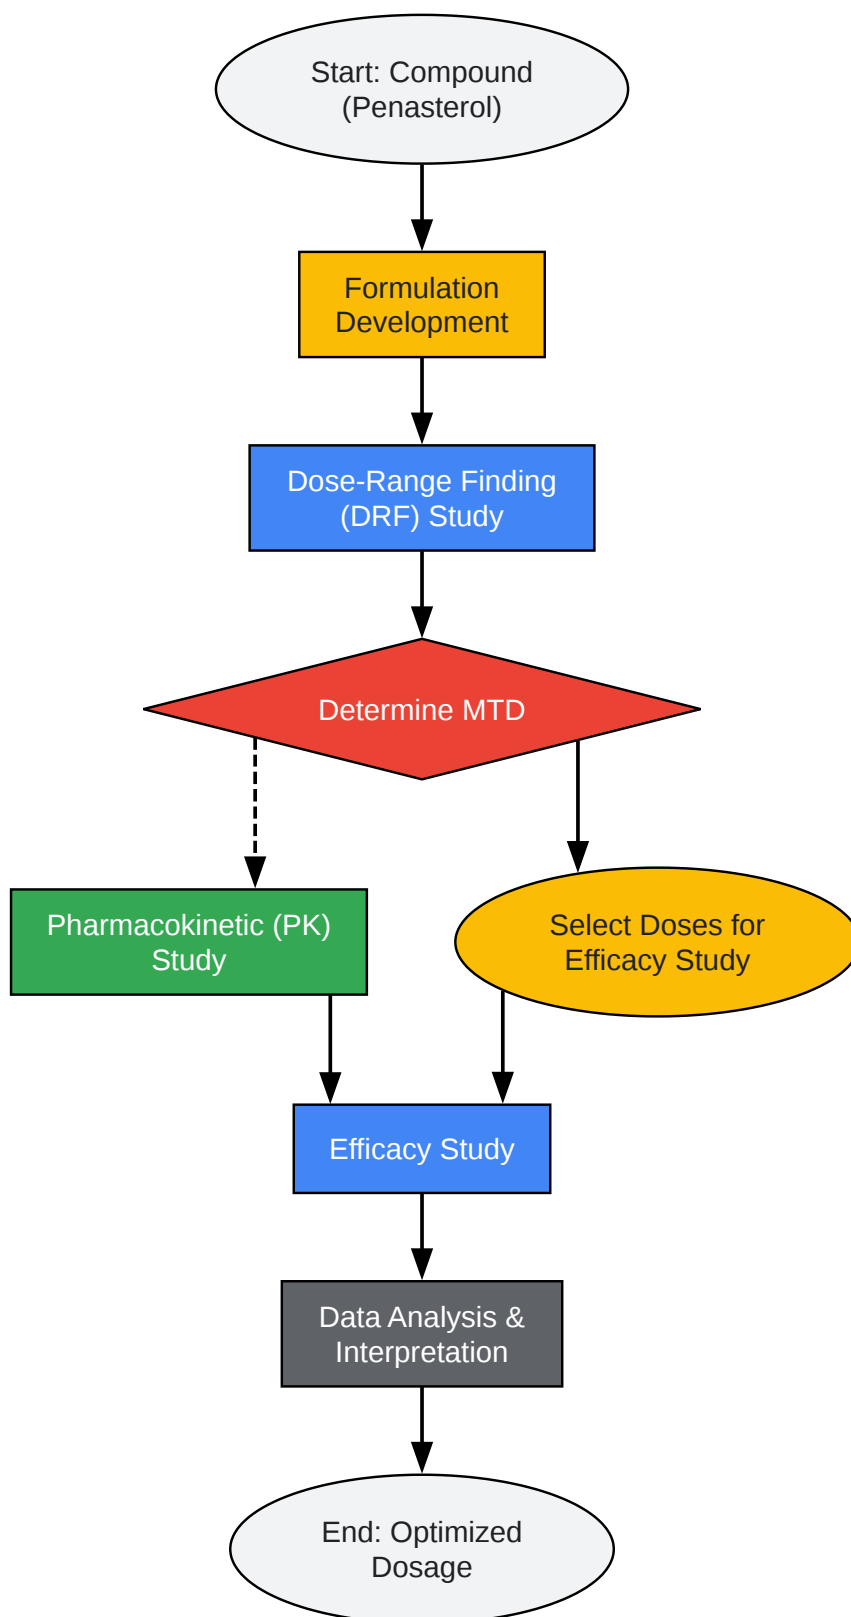 Start: Compound
(Penasterol)
Formulation
Development
Dose-Range Finding
(DRF) Study
Determine MTD
Pharmacokinetic (PK)
Study
Select Doses for
Efficacy Study
Efficacy Study
Data Analysis &
Interpretation
End: Optimized
Dosage